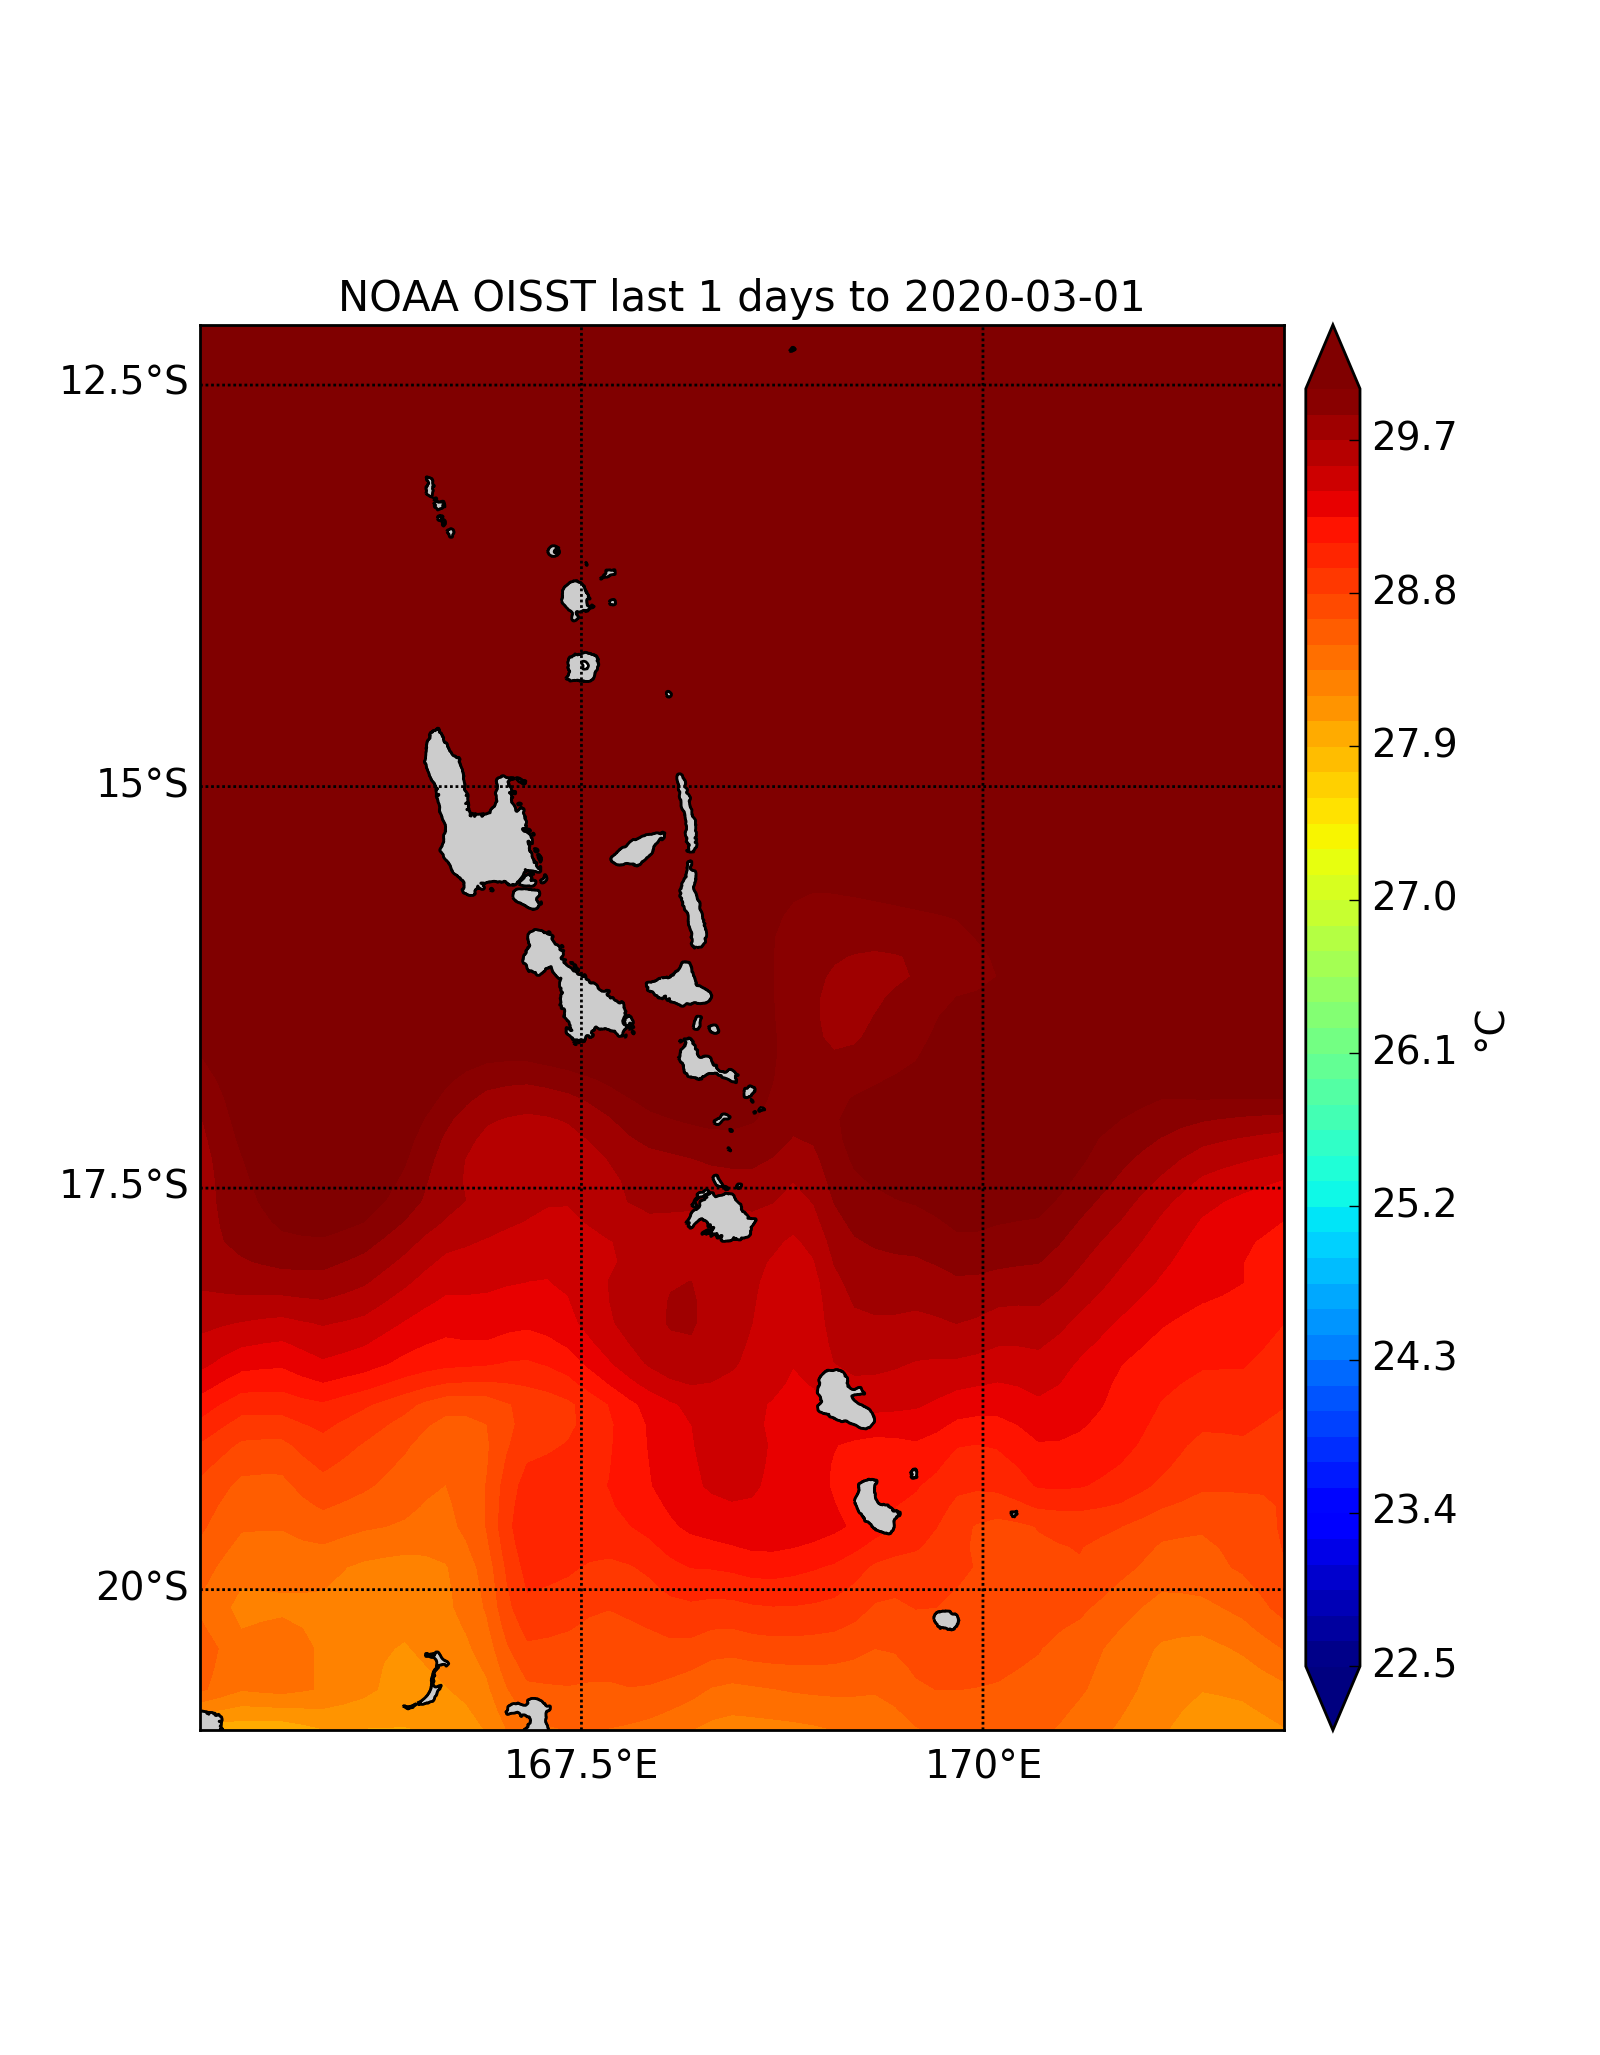 NOAA OISST last 1 days to 2020-03-01
12.5°S
15°S
17.5°S
20°S
167.5°E
170°E
29.7
28.8
27.9
27.0
26.1
25.2
24.3
23.4
22.5
°C